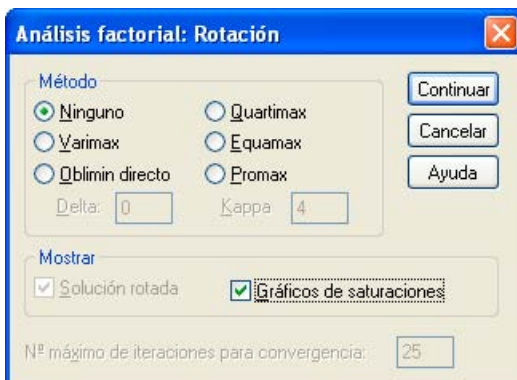 Análisis factorial: Rotación
Método
Ninguno
Quartimax
Varimax
Equamax
Oblimin directo
Promax
Delta: 0
Kappa 4
Continuar
Cancelar
Ayuda
Mostrar
Solución rotada
Gráficos de saturaciones
Nº máximo de iteraciones para convergencia: 25